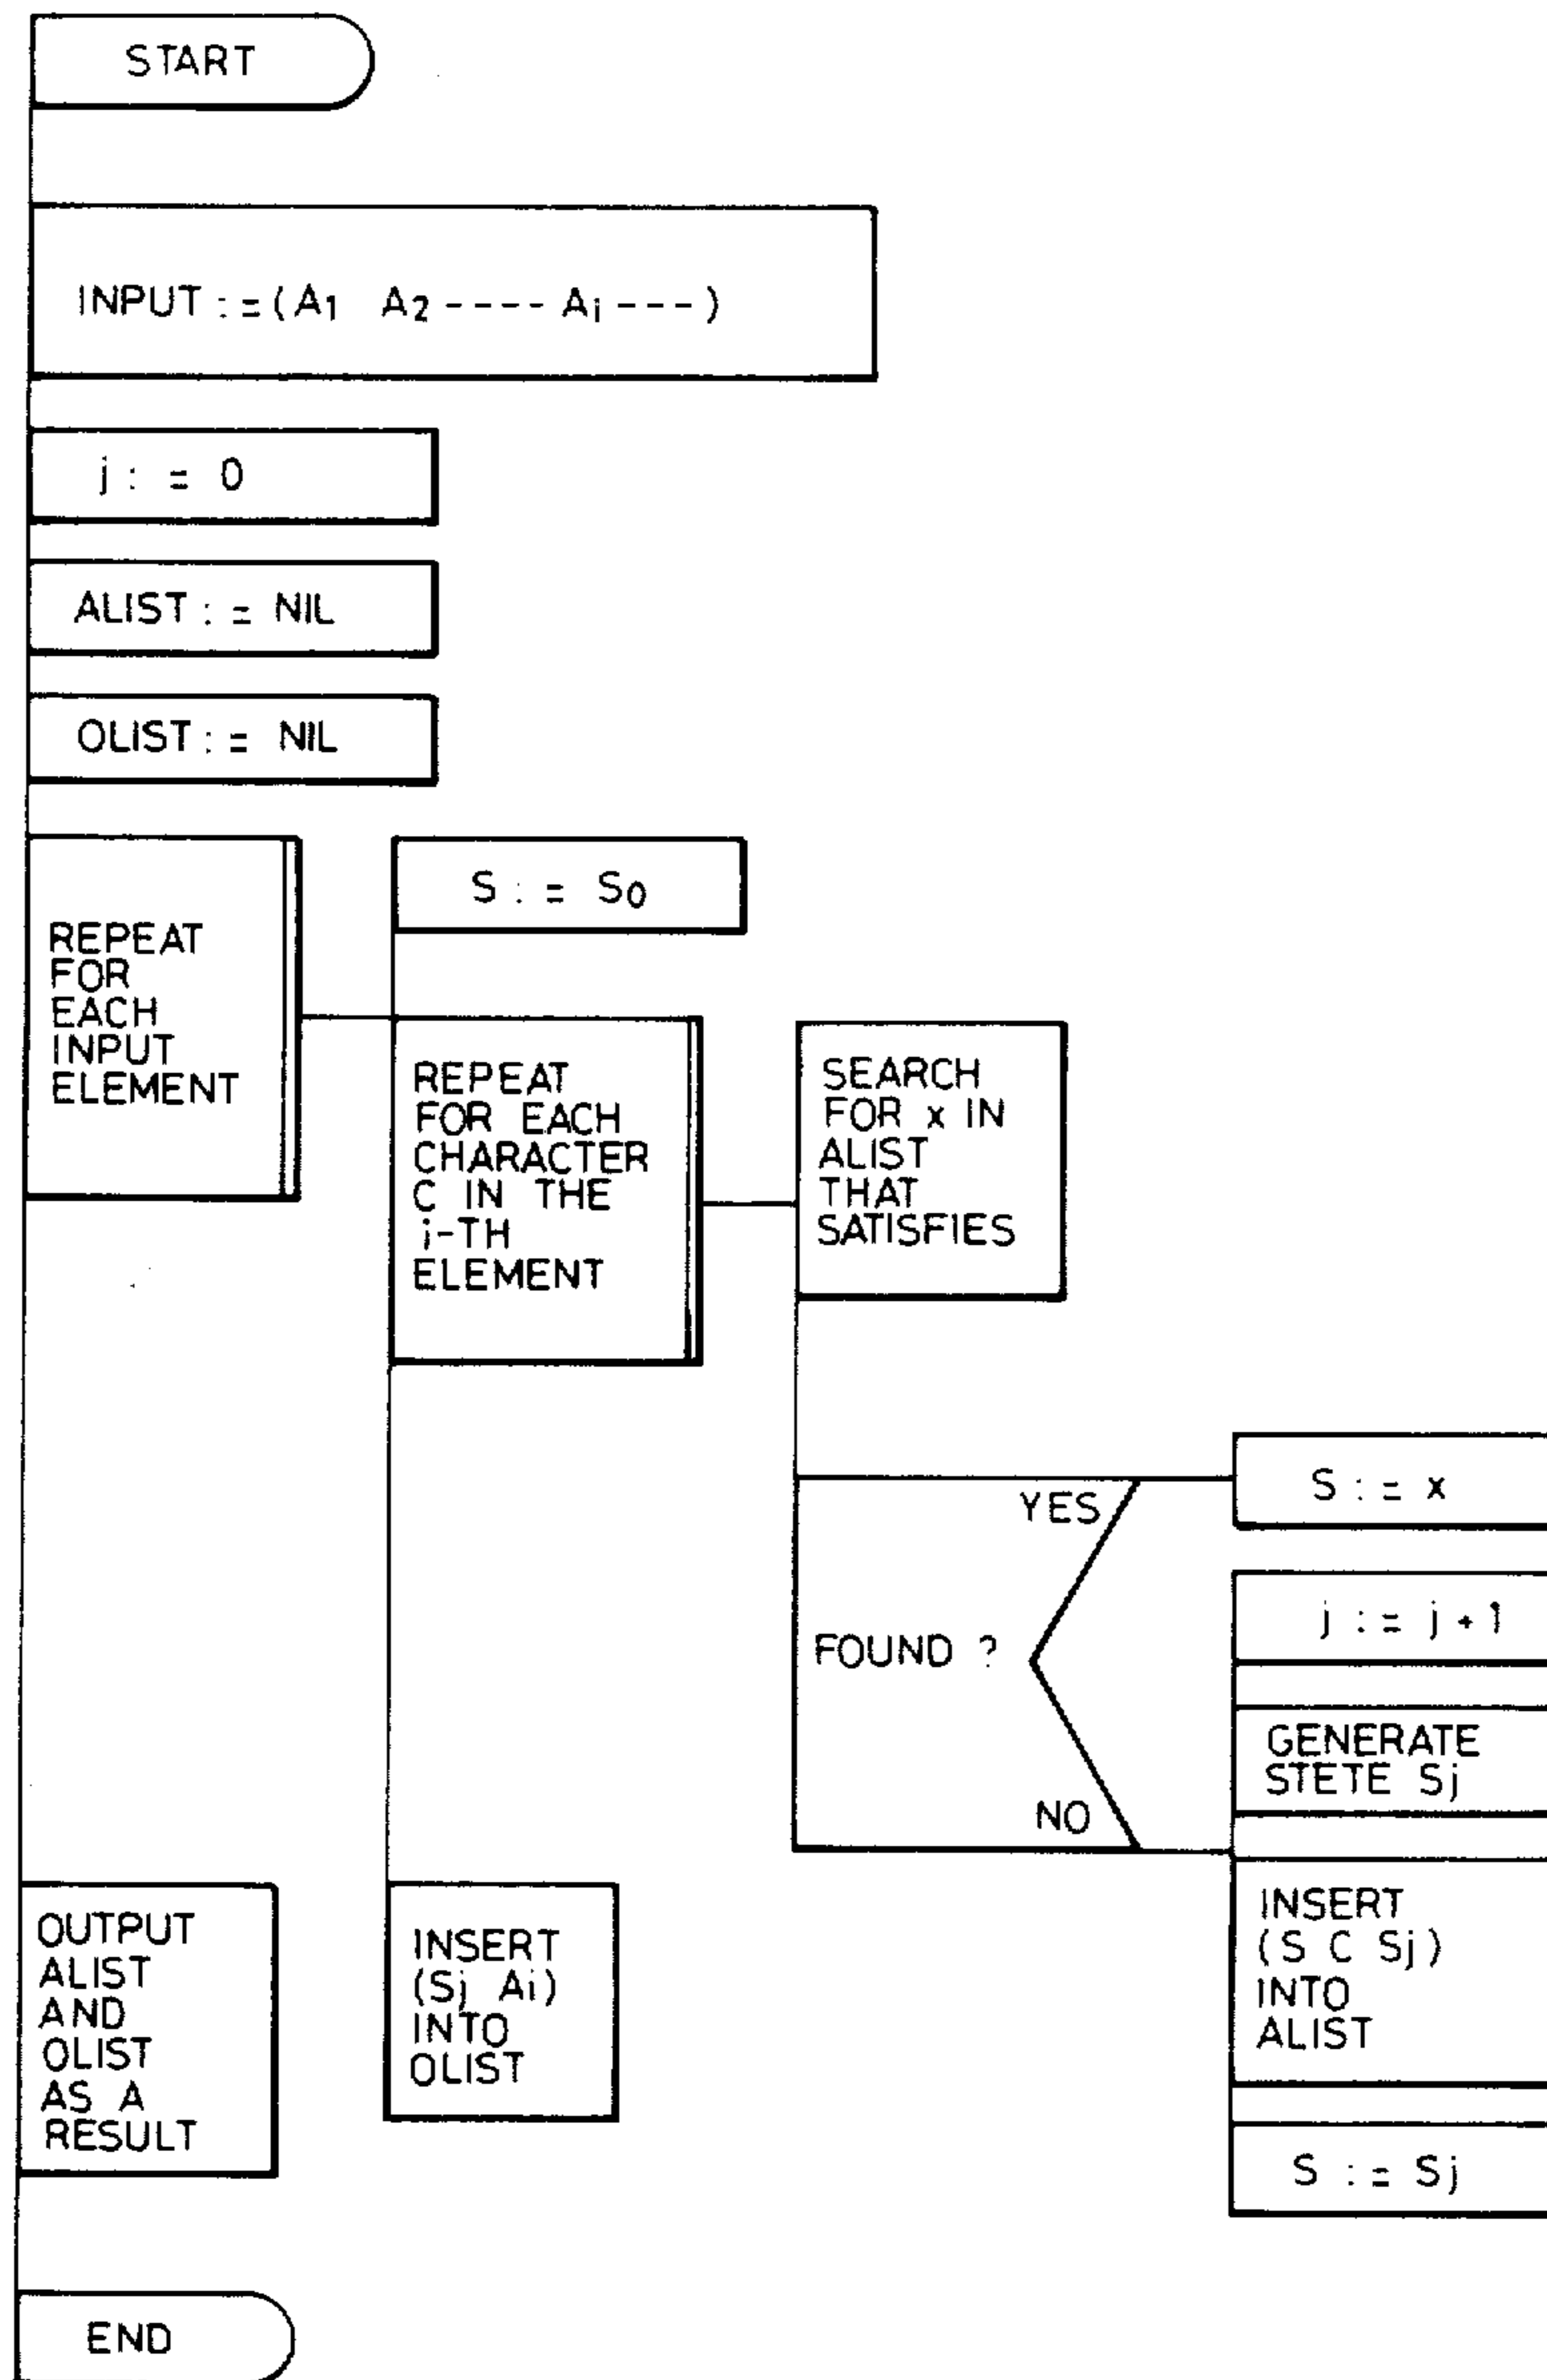 START
INPUT := (A1 A2 ---- Ai ---)
j := 0
ALIST := NIL
OLIST := NIL
REPEAT
FOR
EACH
INPUT
ELEMENT
S := S0
REPEAT
FOR EACH
CHARACTER
C IN THE
i-TH
ELEMENT
SEARCH
FOR x IN
ALIST
THAT
SATISFIES
YES
FOUND ?
NO
S := x
j := j + 1
GENERATE
STETE Sj
INSERT
(S C Sj)
INTO
ALIST
S := Sj
INSERT
(Sj Ai)
INTO
OLIST
OUTPUT
ALIST
AND
OLIST
AS A
RESULT
END